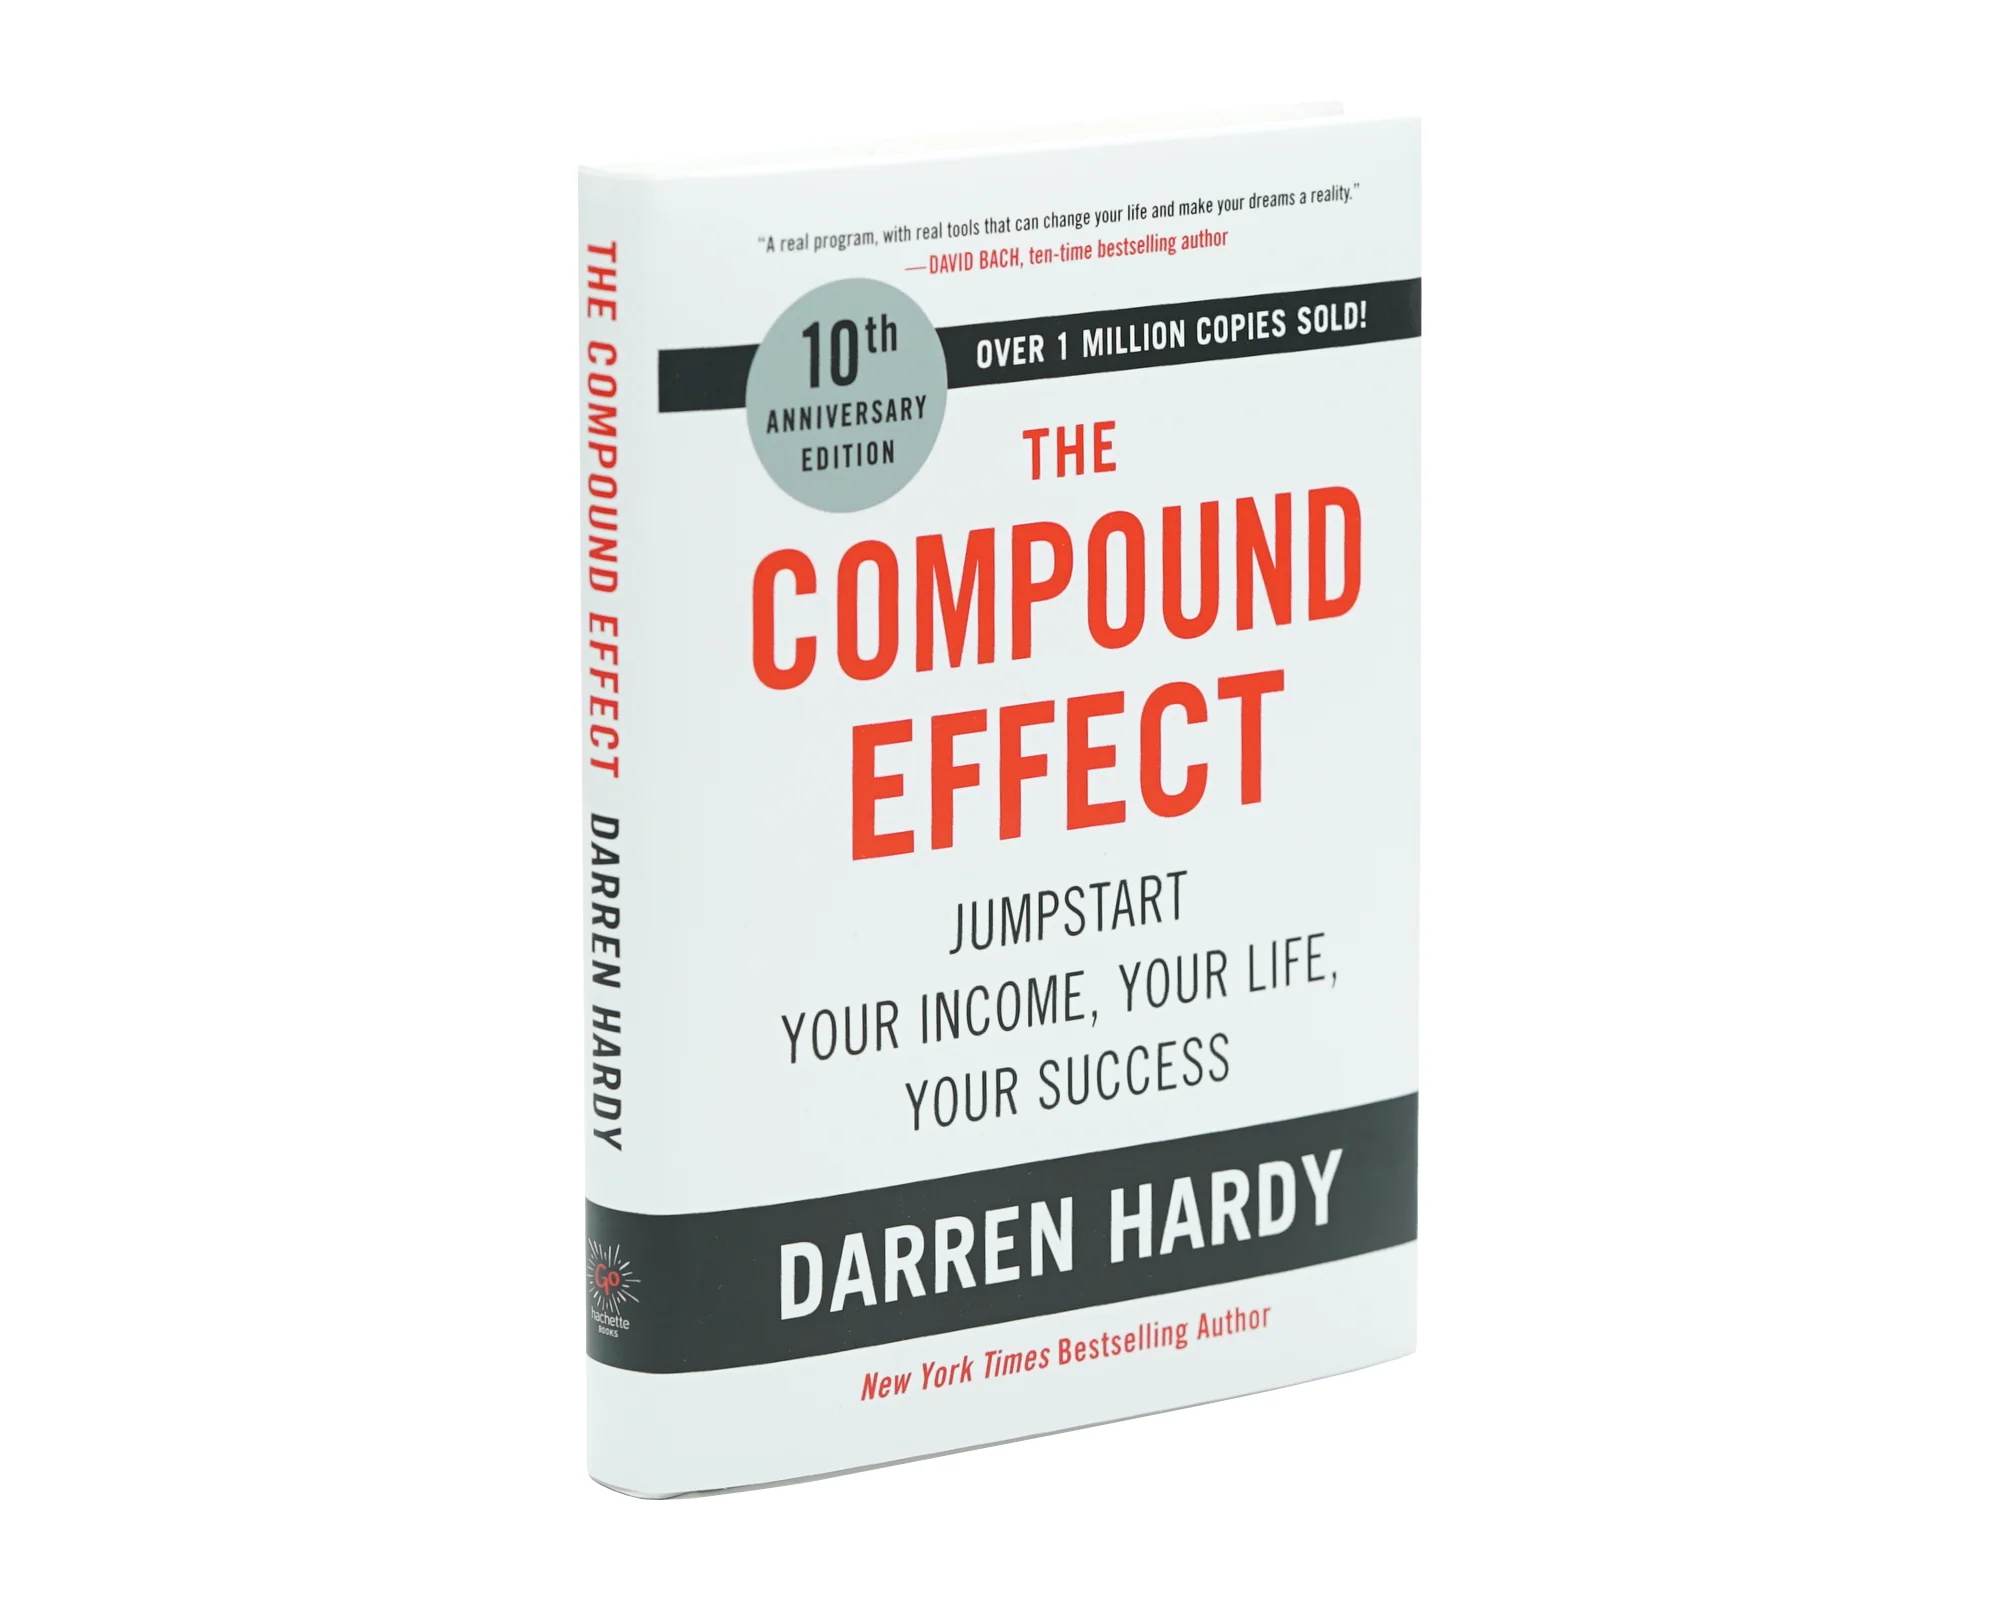 "A real program, with real tools that can change your life and make your dreams a reality."
—DAVID BACH, ten-time bestselling author
10th
ANNIVERSARY
EDITION
OVER 1 MILLION COPIES SOLD!
THE
COMPOUND
EFFECT
JUMPSTART
YOUR INCOME, YOUR LIFE,
YOUR SUCCESS
DARREN HARDY
New York Times Bestselling Author
THE COMPOUND EFFECT DARREN HARDY
Go
hachette
BOOKS